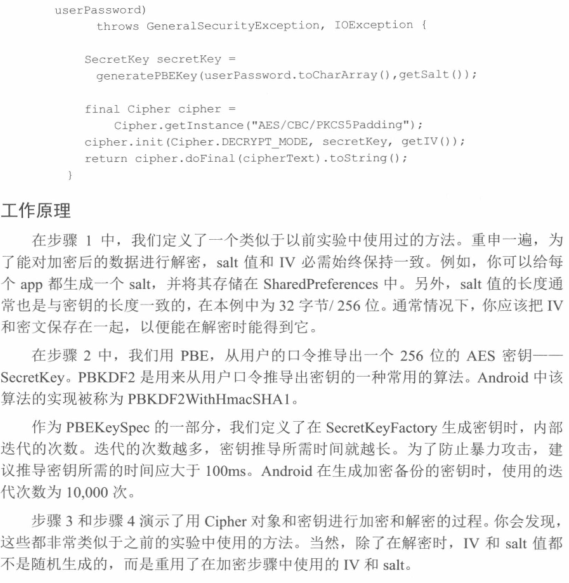 userPassword)
throws GeneralSecurityException, IOException {
SecretKey secretKey =
generatePBEKey(userPassword.toCharArray(),getSalt());
final Cipher cipher =
Cipher.getInstance("AES/CBC/PKCS5Padding");
cipher.init(Cipher.DECRYPT_MODE, secretKey, getIV());
return cipher.doFinal(cipherText).toString();
}
工作原理
在步骤 1 中，我们定义了一个类似于以前实验中使用过的方法。重申一遍，为
了能对加密后的数据进行解密，salt 值和 IV 必需始终保持一致。例如，你可以给每
个 app 都生成一个 salt，并将其存储在 SharedPreferences 中。另外，salt 值的长度通
常也是与密钥的长度一致的，在本例中为 32 字节/ 256 位。通常情况下，你应该把 IV
和密文保存在一起，以便能在解密时能得到它。
在步骤 2 中，我们用 PBE，从用户的口令推导出一个 256 位的 AES 密钥——
SecretKey。PBKDF2 是用来从用户口令推导出密钥的一种常用的算法。Android 中该
算法的实现被称为 PBKDF2WithHmacSHA1。
作为 PBEKeySpec 的一部分，我们定义了在 SecretKeyFactory 生成密钥时，内部
迭代的次数。迭代的次数越多，密钥推导所需时间就越长。为了防止暴力攻击，建
议推导密钥所需的时间应大于 100ms。Android 在生成加密备份的密钥时，使用的迭
代次数为 10,000 次。
步骤 3 和步骤 4 演示了用 Cipher 对象和密钥进行加密和解密的过程。你会发现，
这些都非常类似于之前的实验中使用的方法。当然，除了在解密时，IV 和 salt 值都
不是随机生成的，而是重用了在加密步骤中使用的 IV 和 salt。